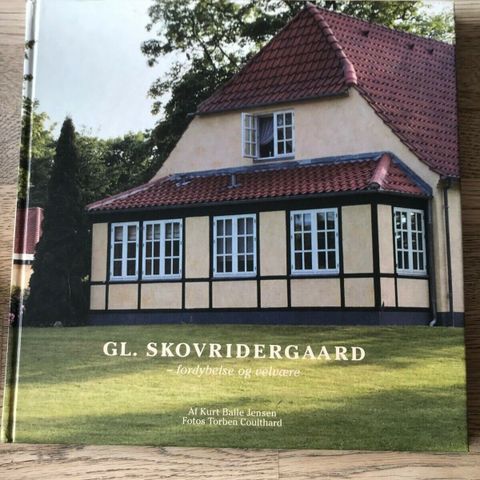 GL. SKOVRIDERGAARD
– fordybelse og velvære
Af Kurt Balle Jensen
Fotos Torben Coulthard